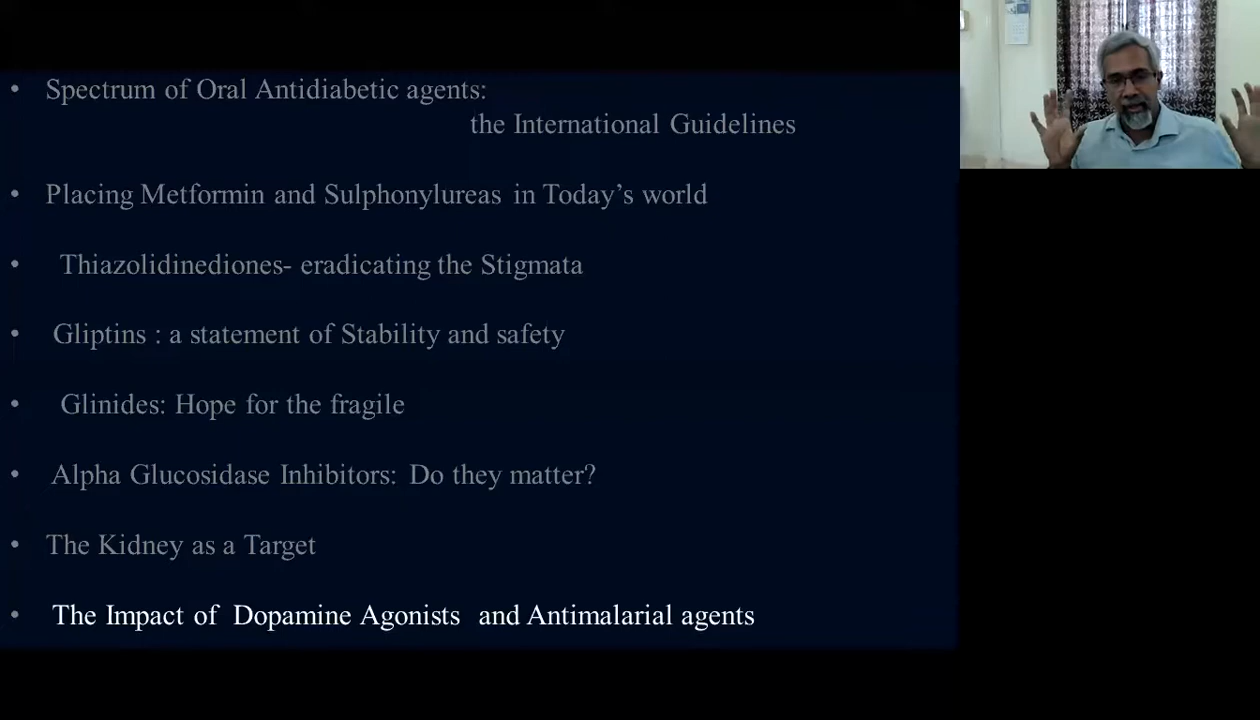 • Spectrum of Oral Antidiabetic agents:
the International Guidelines
• Placing Metformin and Sulphonylureas in Today’s world
• Thiazolidinediones- eradicating the Stigmata
• Gliptins : a statement of Stability and safety
• Glinides: Hope for the fragile
• Alpha Glucosidase Inhibitors: Do they matter?
• The Kidney as a Target
• The Impact of Dopamine Agonists and Antimalarial agents